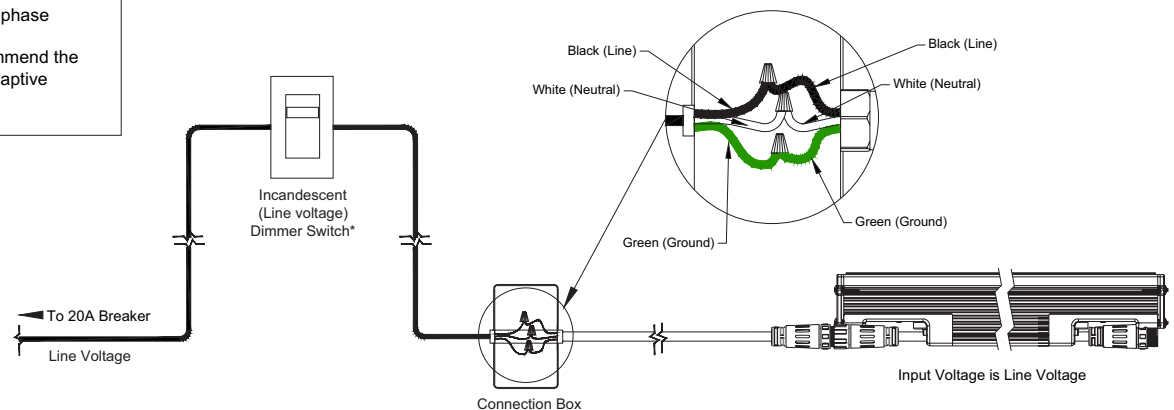 phase
mmend the
aptive
Incandescent
(Line voltage)
Dimmer Switch*
Black (Line)
White (Neutral)
Black (Line)
White (Neutral)
Green (Ground)
Green (Ground)
To 20A Breaker
Line Voltage
Connection Box
Input Voltage is Line Voltage